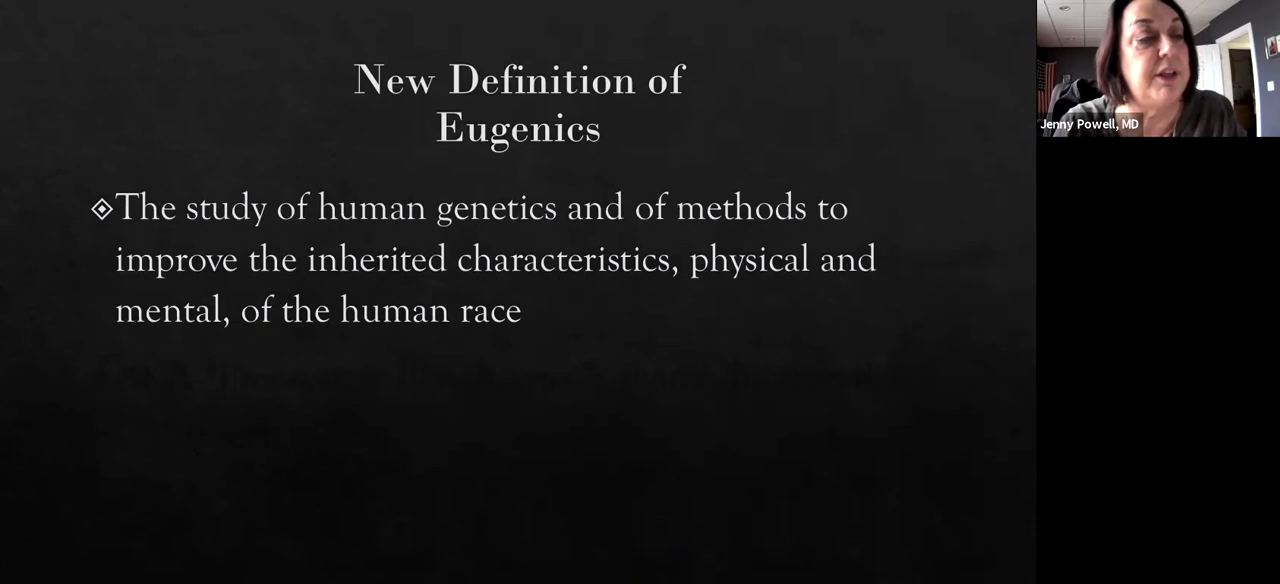 New Definition of
Eugenics
The study of human genetics and of methods to
improve the inherited characteristics, physical and
mental, of the human race
Jenny Powell, MD